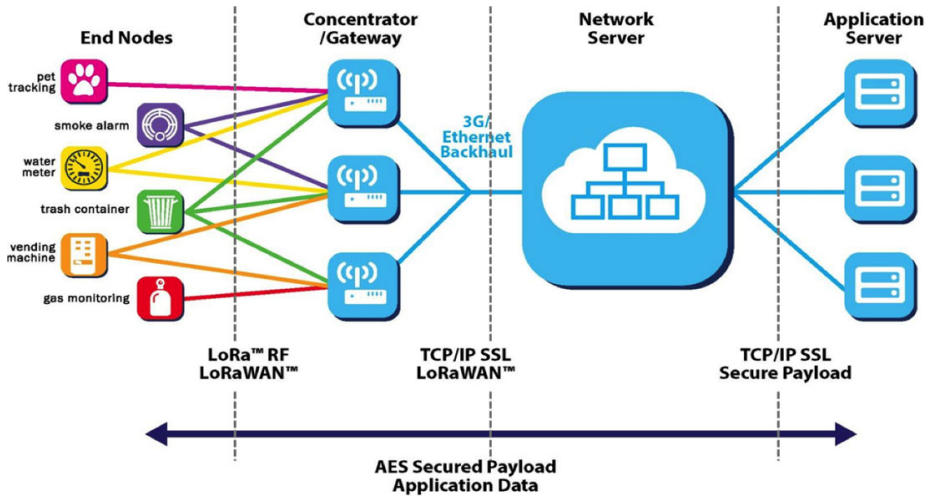 End Nodes
Concentrator
/Gateway
Network
Server
Application
Server
pet
tracking
smoke alarm
water
meter
trash container
vending
machine
gas monitoring
3G/
Ethernet
Backhaul
LoRa™ RF
LoRaWAN™
TCP/IP SSL
LoRaWAN™
TCP/IP SSL
Secure Payload
AES Secured Payload
Application Data